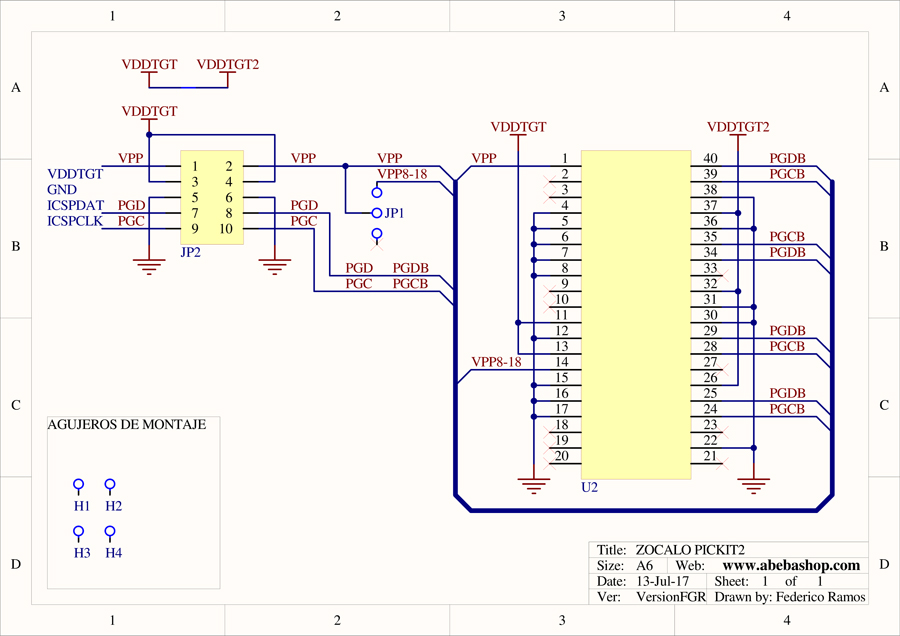 1 2 3 4
A A
VDDTGT VDDTGT2
VDDTGT
VDDTGT VDDTGT2
VPP VPP VPP VPP
VPP8-18
VDDTGT
GND
ICSPDAT PGD PGD
ICSPCLK PGC PGC
1 2
3 4
5 6
7 8
9 10
JP2
JP1
PGD PGDB
PGC PGCB
B B
VPP8-18
1 40 PGDB
2 39 PGCB
3 38
4 37
5 36
6 35 PGCB
7 34 PGDB
8 33
9 32
10 31
11 30
12 29 PGDB
13 28 PGCB
14 27
15 26
16 25 PGDB
17 24 PGCB
18 23
19 22
20 21
U2
C C
AGUJEROS DE MONTAJE
H1 H2
H3 H4
D D
Title: ZOCALO PICKIT2
Size: A6 Web: www.abebashop.com
Date: 13-Jul-17 Sheet: 1 of 1
Ver: VersionFGR Drawn by: Federico Ramos
1 2 3 4